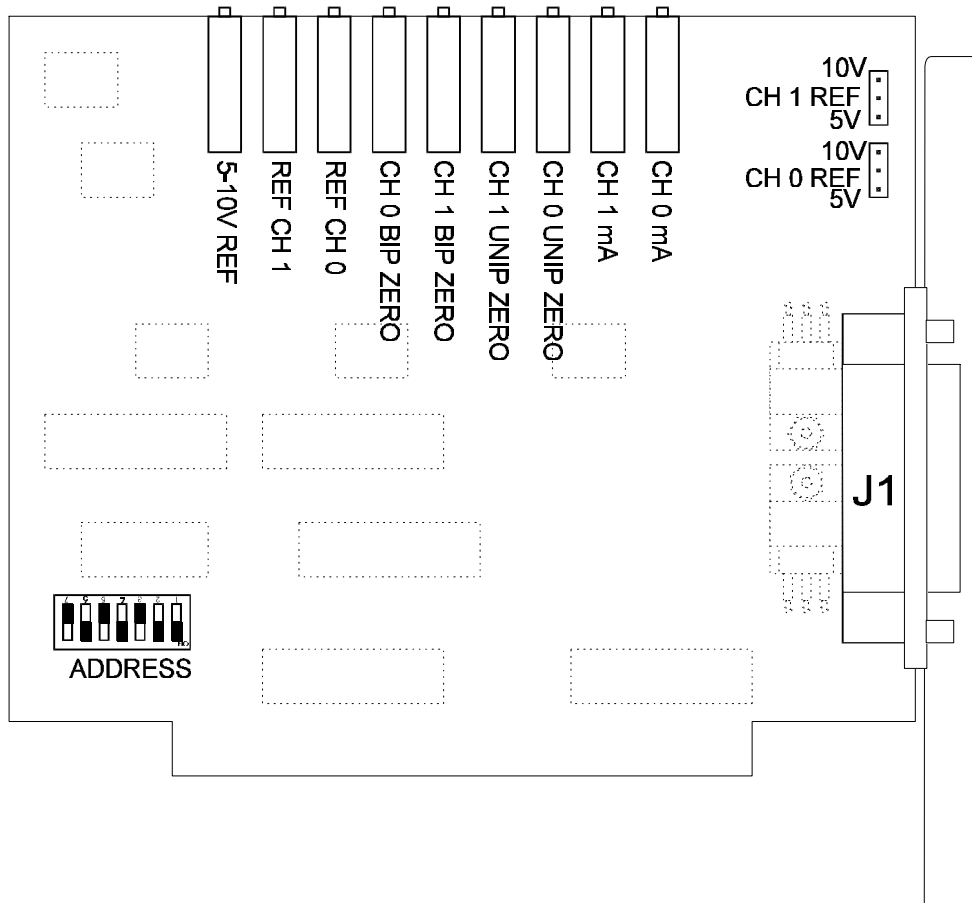 10V
CH 1 REF
5V
10V
CH 0 REF
5V
5-10V REF
REF CH 1
REF CH 0
CH 0 BIP ZERO
CH 1 BIP ZERO
CH 1 UNIP ZERO
CH 0 UNIP ZERO
CH 1 mA
CH 0 mA
J1
ADDRESS